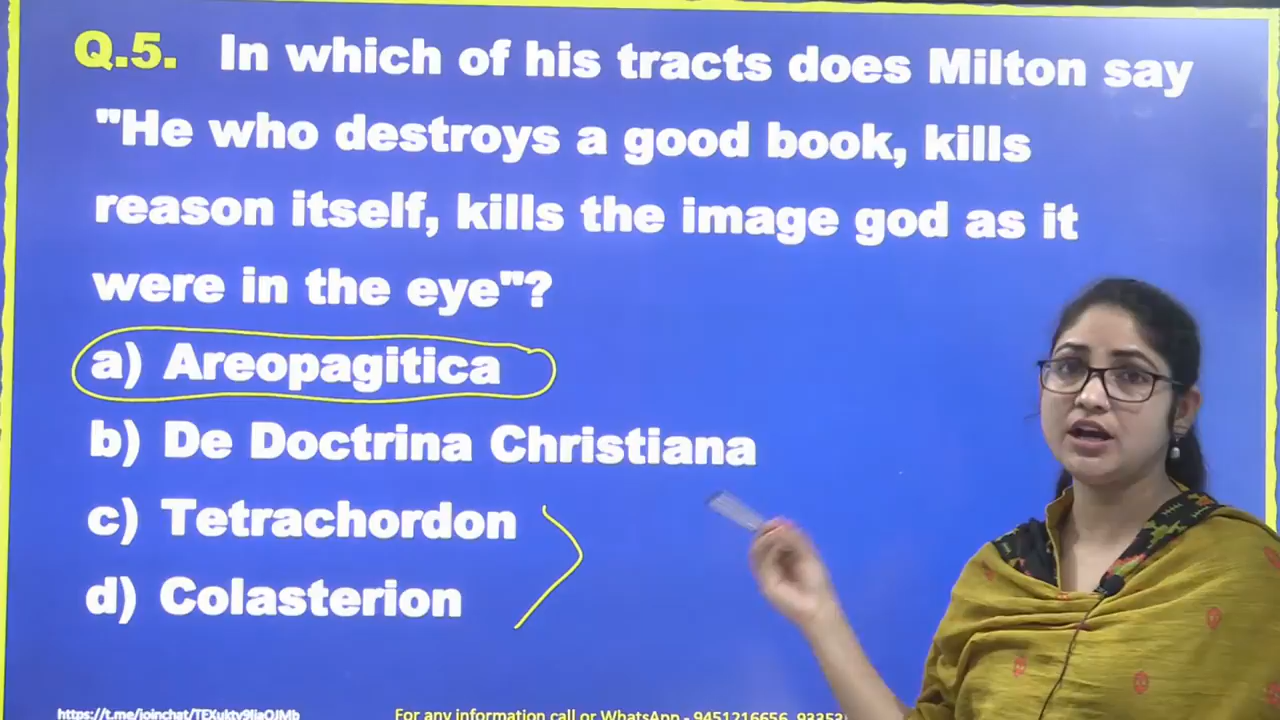 Q.5. In which of his tracts does Milton say
"He who destroys a good book, kills
reason itself, kills the image god as it
were in the eye"?
a) Areopagitica
b) De Doctrina Christiana
c) Tetrachordon
d) Colasterion
For any information call or WhatsApp - 9451216656,